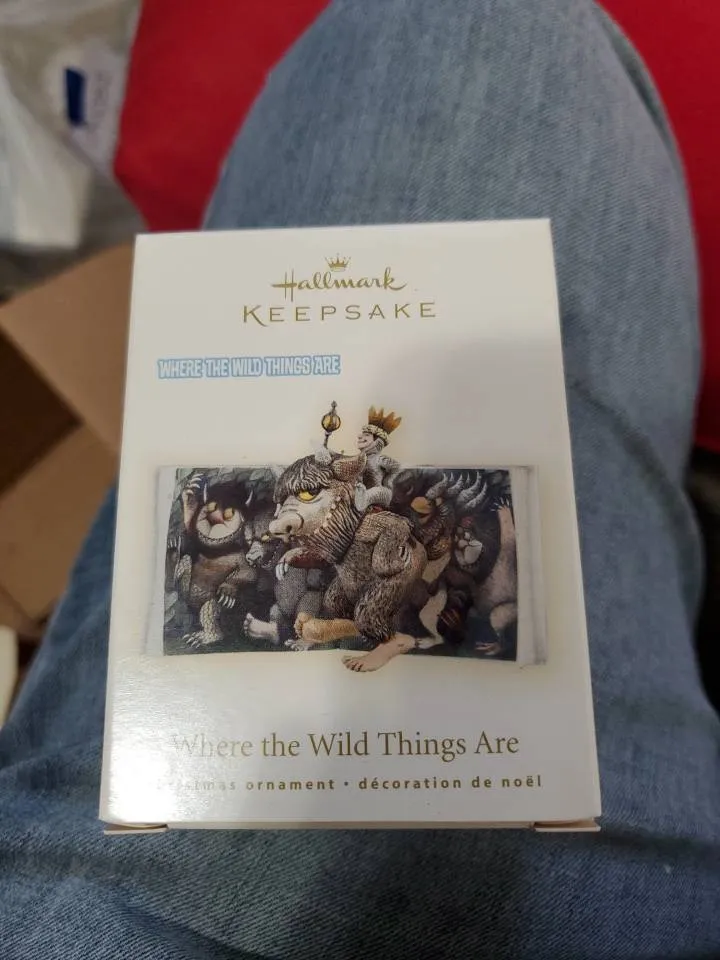 Hallmark
KEEPSAKE
WHERE THE WILD THINGS ARE
Where the Wild Things Are
ornament • décoration de noël